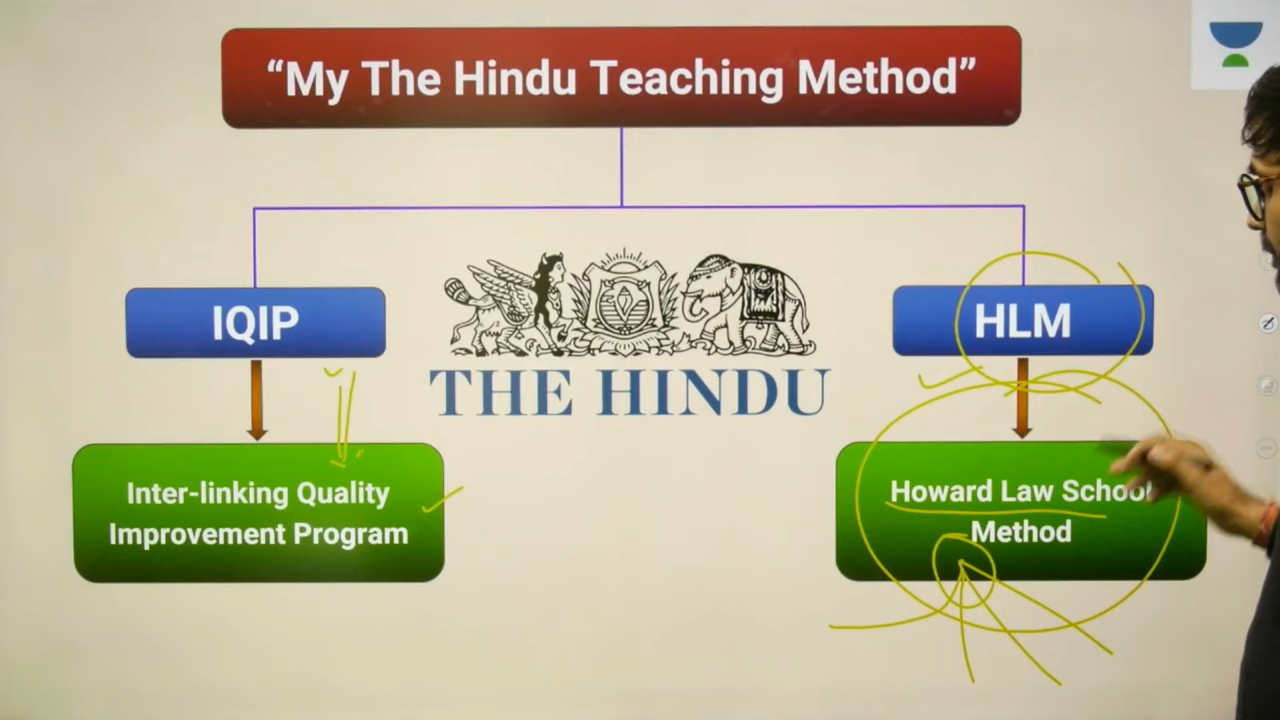 “My The Hindu Teaching Method”
IQIP
HLM
THE HINDU
Inter-linking Quality
Improvement Program
Howard Law School
Method